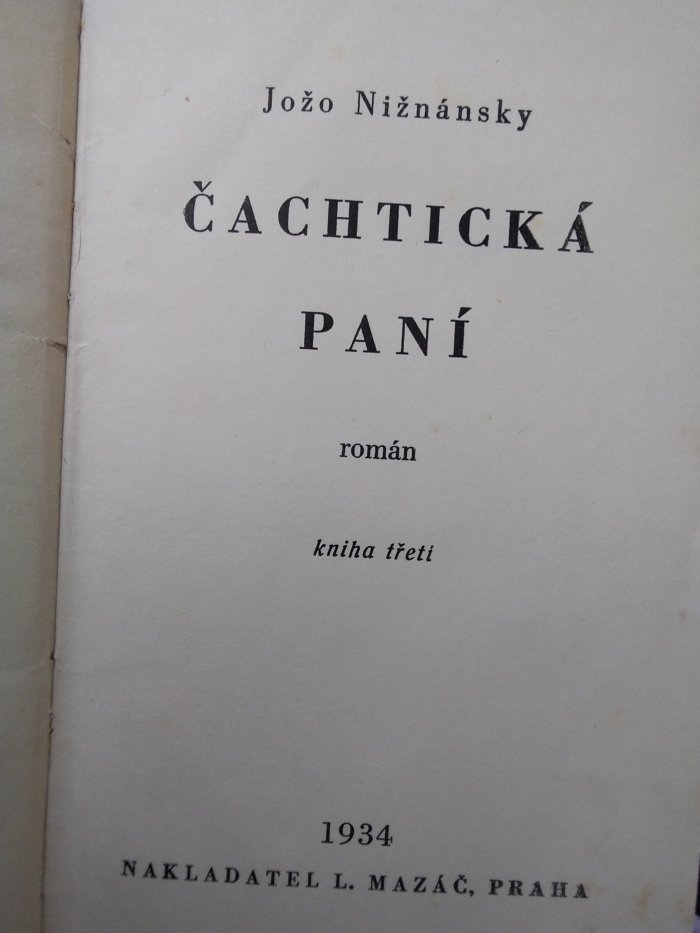 Jožo Nižnánsky
ČACHTICKÁ
PANÍ
román
kniha třetí
1934
NAKLADATEL L. MAZÁČ, PRAHA